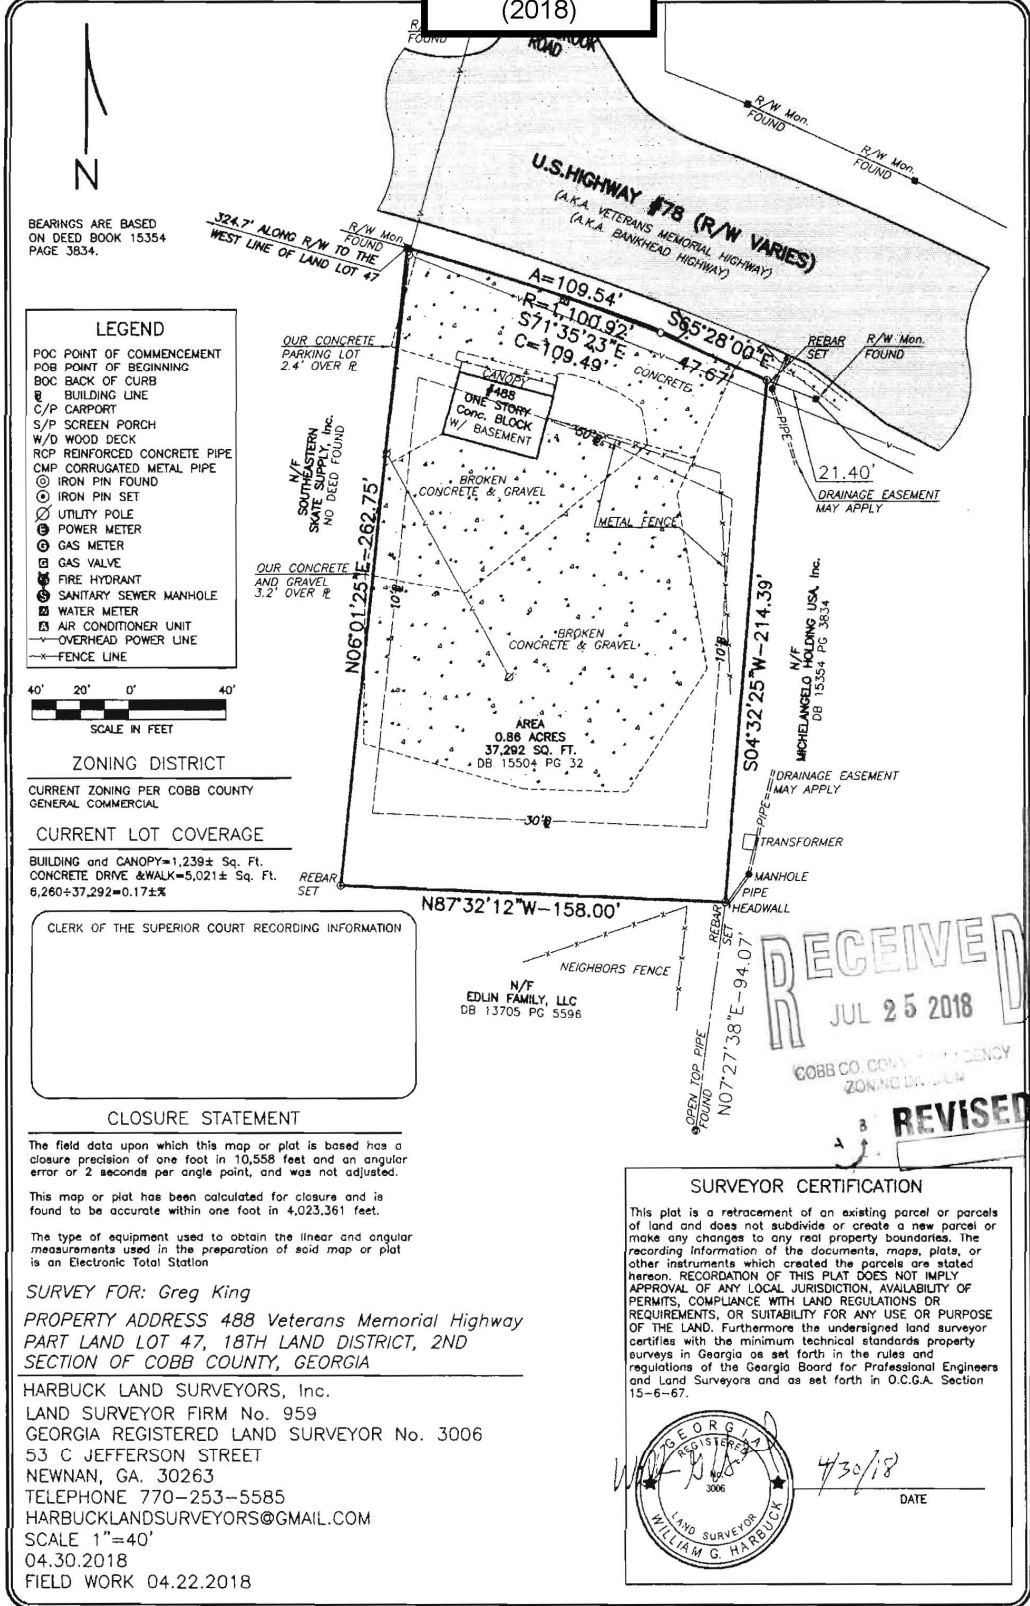 (2018)
R/W
FOUND
ROAD
R/W Mon.
FOUND
R/W Mon.
FOUND
N
BEARINGS ARE BASED
ON DEED BOOK 15354
PAGE 3834.
324.7' ALONG R/W TO THE
WEST LINE OF LAND LOT 47
R/W Mon.
FOUND
U.S.HIGHWAY #78 (R/W VARIES)
(A.K.A. VETERANS MEMORIAL HIGHWAY)
(A.K.A. BANKHEAD HIGHWAY)
A=109.54'
R=1,100.92'
S71°35'23"E
C=109.49'
S65°28'00"E
47.67'
REBAR
SET
R/W Mon.
FOUND
LEGEND
POC POINT OF COMMENCEMENT
POB POINT OF BEGINNING
BOC BACK OF CURB
BUILDING LINE
C/P CARPORT
S/P SCREEN PORCH
W/D WOOD DECK
RCP REINFORCED CONCRETE PIPE
CMP CORRUGATED METAL PIPE
IRON PIN FOUND
IRON PIN SET
UTILITY POLE
POWER METER
GAS METER
GAS VALVE
FIRE HYDRANT
SANITARY SEWER MANHOLE
WATER METER
AIR CONDITIONER UNIT
OVERHEAD POWER LINE
FENCE LINE
OUR CONCRETE
PARKING LOT
2.4' OVER PL
CONCRETE
CANOPY
#488
ONE STORY
Conc. BLOCK
W/ BASEMENT
60'BL
PIPE
21.40'
DRAINAGE EASEMENT
MAY APPLY
N/F
SOUTHEASTERN
SKATE SUPPLY, Inc.
NO DEED FOUND
BROKEN
CONCRETE & GRAVEL
METAL FENCE
OUR CONCRETE
AND GRAVEL
3.2' OVER PL
N06°01'25"E-262.75'
10'BL
BROKEN
CONCRETE & GRAVEL
10'BL
S04°32'25"W-214.39'
N/F
MICHELANGELO HOLDING USA, Inc.
DB 15354 PG 3834
40' 20' 0' 40'
SCALE IN FEET
AREA
0.86 ACRES
37,292 SQ. FT.
DB 15504 PG 32
ZONING DISTRICT
CURRENT ZONING PER COBB COUNTY
GENERAL COMMERCIAL
DRAINAGE EASEMENT
MAY APPLY
PIPE
30'BL
TRANSFORMER
CURRENT LOT COVERAGE
BUILDING and CANOPY=1,239± Sq. Ft.
CONCRETE DRIVE &WALK=5,021± Sq. Ft.
6,260÷37,292=0.17±%
REBAR
SET
MANHOLE
PIPE
HEADWALL
N87°32'12"W-158.00'
REBAR
SET
CLERK OF THE SUPERIOR COURT RECORDING INFORMATION
NEIGHBORS FENCE
N/F
EDLIN FAMILY, LLC
DB 13705 PG 5596
N07°27'38"E-94.07'
OPEN TOP PIPE
FOUND
RECEIVED
JUL 25 2018
COBB CO.
ZONING
REVISED
A B
CLOSURE STATEMENT
The field data upon which this map or plat is based has a
closure precision of one foot in 10,558 feet and an angular
error or 2 seconds per angle point, and was not adjusted.
This map or plat has been calculated for closure and is
found to be accurate within one foot in 4,023,361 feet.
The type of equipment used to obtain the linear and angular
measurements used in the preparation of said map or plat
is an Electronic Total Station
SURVEY FOR: Greg King
PROPERTY ADDRESS 488 Veterans Memorial Highway
PART LAND LOT 47, 18TH LAND DISTRICT, 2ND
SECTION OF COBB COUNTY, GEORGIA
HARBUCK LAND SURVEYORS, Inc.
LAND SURVEYOR FIRM No. 959
GEORGIA REGISTERED LAND SURVEYOR No. 3006
53 C JEFFERSON STREET
NEWNAN, GA. 30263
TELEPHONE 770-253-5585
HARBUCKLANDSURVEYORS@GMAIL.COM
SCALE 1"=40'
04.30.2018
FIELD WORK 04.22.2018
SURVEYOR CERTIFICATION
This plat is a retracement of an existing parcel or parcels
of land and does not subdivide or create a new parcel or
make any changes to any real property boundaries. The
recording information of the documents, maps, plats, or
other instruments which created the parcels are stated
hereon. RECORDATION OF THIS PLAT DOES NOT IMPLY
APPROVAL OF ANY LOCAL JURISDICTION, AVAILABILITY OF
PERMITS, COMPLIANCE WITH LAND REGULATIONS OR
REQUIREMENTS, OR SUITABILITY FOR ANY USE OR PURPOSE
OF THE LAND. Furthermore the undersigned land surveyor
certifies with the minimum technical standards property
surveys in Georgia as set forth in the rules and
regulations of the Georgia Board for Professional Engineers
and Land Surveyors and as set forth in O.C.G.A. Section
15-6-67.
GEORGIA
REGISTERED
No.
3006
LAND SURVEYOR
WILLIAM G. HARBUCK
4/30/18
DATE